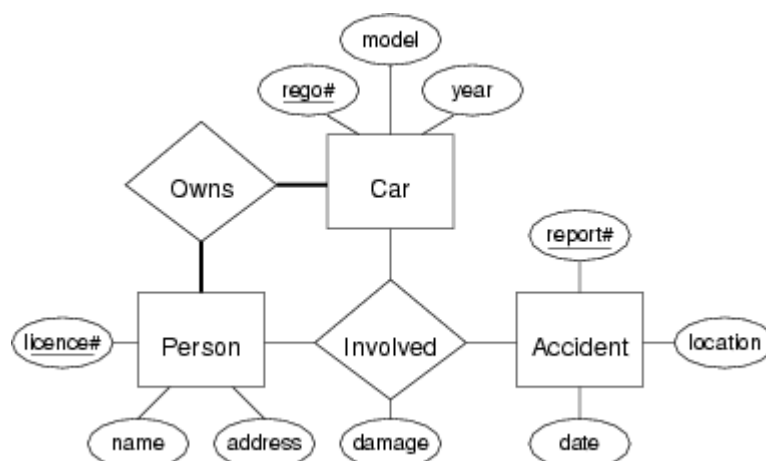 model
rego#
year
Owns
Car
report#
licence#
Person
Involved
Accident
location
name
address
damage
date